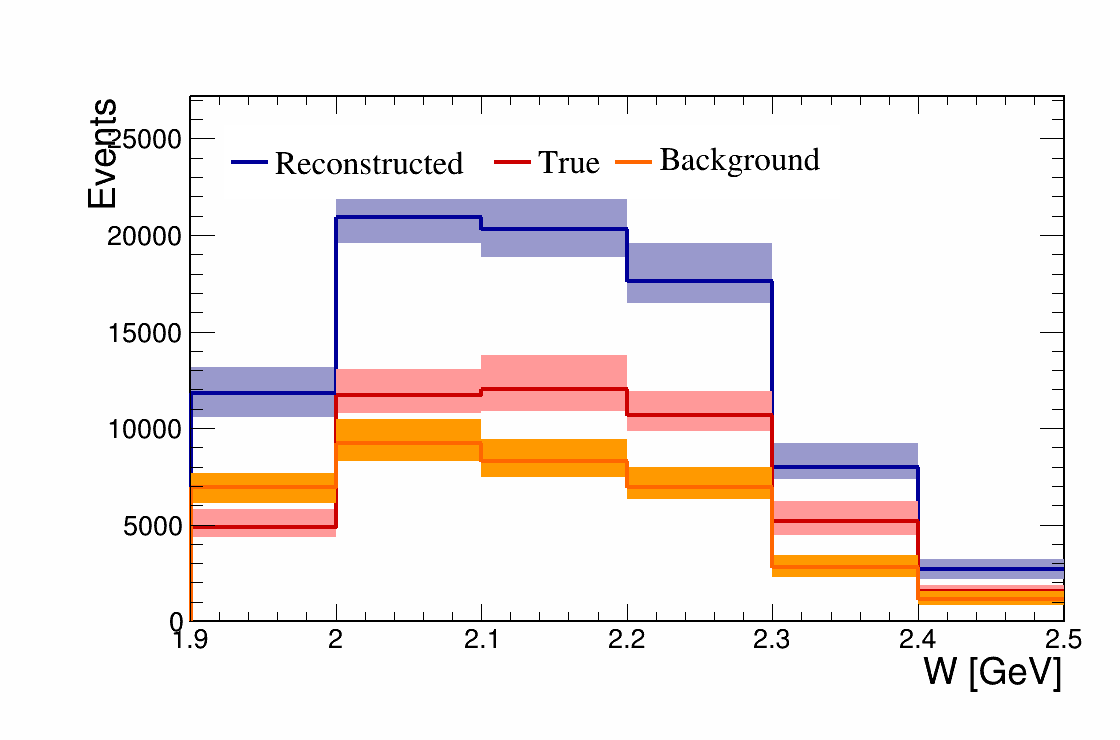 Events
25000
Reconstructed True Background
20000
15000
10000
5000
0
1.9 2 2.1 2.2 2.3 2.4 2.5
W [GeV]